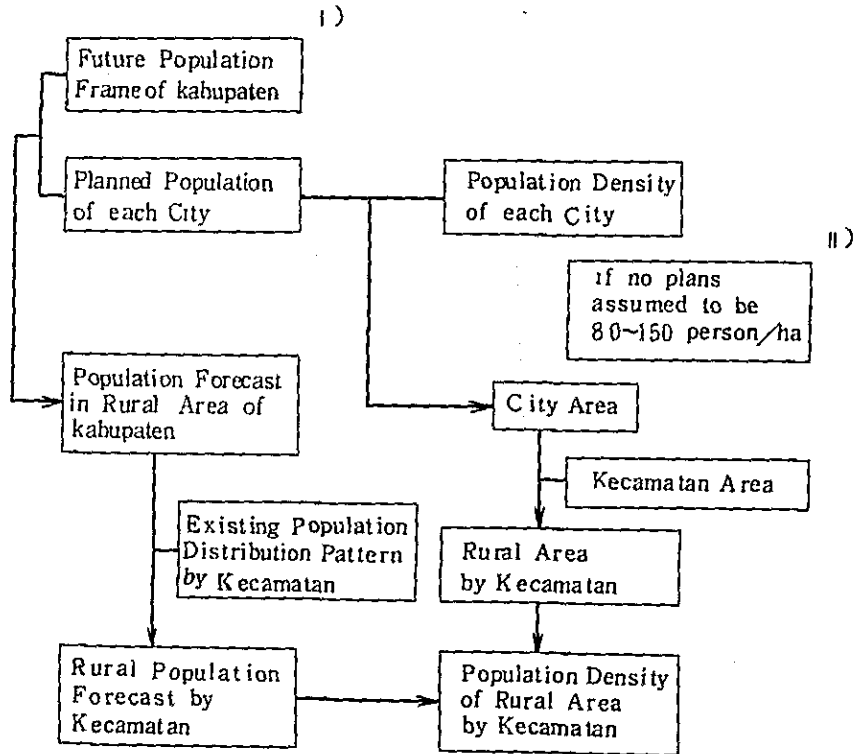 I)
Future Population
Frame of kabupaten
Planned Population
of each City
Population Density
of each City
II)
if no plans
assumed to be
80~150 person/ha
Population Forecast
in Rural Area of
kabupaten
City Area
Kecamatan Area
Existing Population
Distribution Pattern
by Kecamatan
Rural Area
by Kecamatan
Rural Population
Forecast by
Kecamatan
Population Density
of Rural Area
by Kecamatan